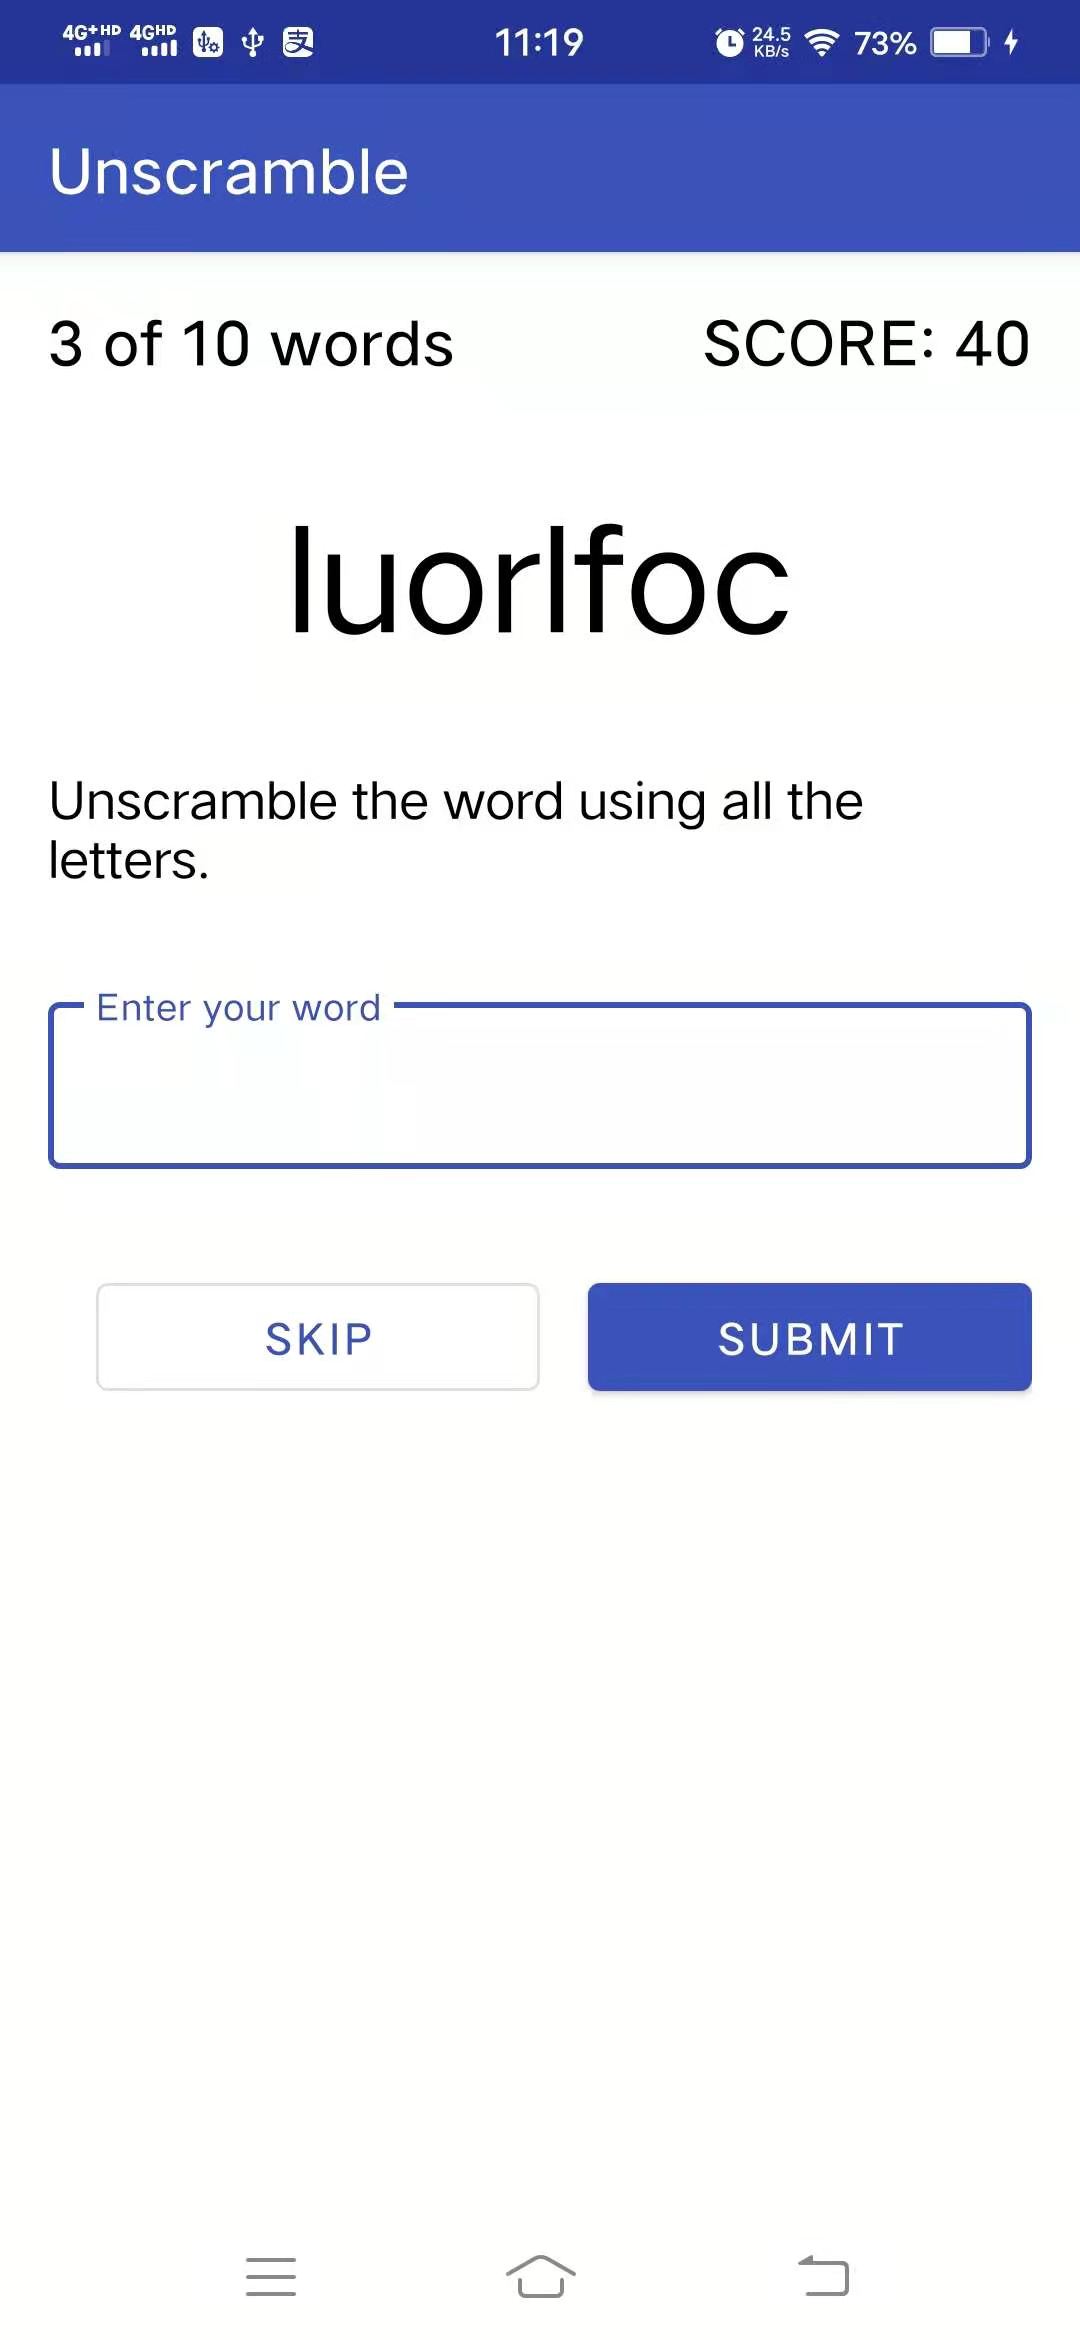 4G+HD 4GHD 支 11:19 24.5 KB/s 73%
Unscramble
3 of 10 words SCORE: 40
luorlfoc
Unscramble the word using all the
letters.
Enter your word
SKIP SUBMIT